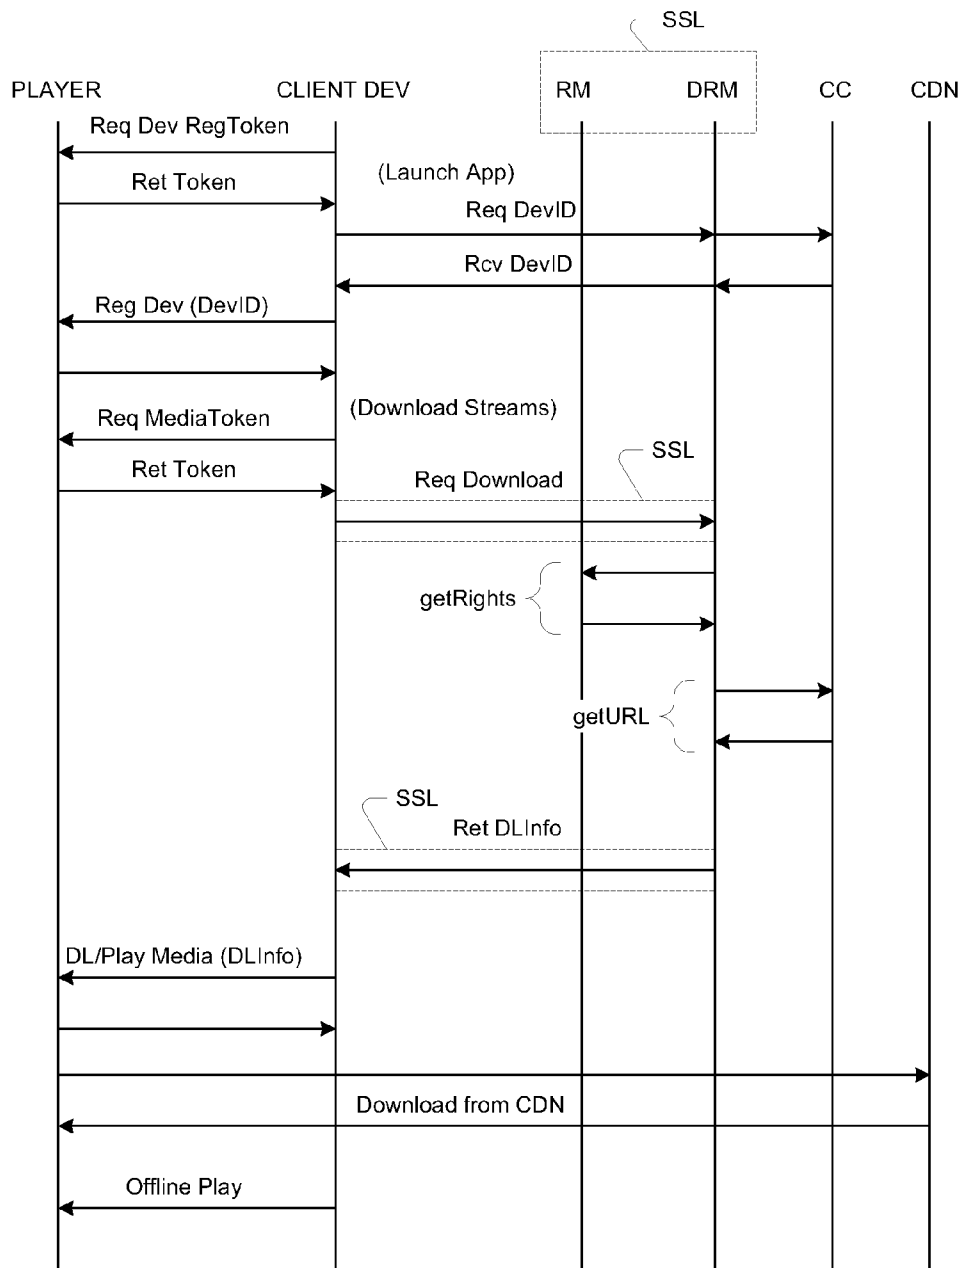 SSL
PLAYER CLIENT DEV RM DRM CC CDN
Req Dev RegToken
(Launch App)
Ret Token
Req DevID
Rcv DevID
Reg Dev (DevID)
(Download Streams)
Req MediaToken
SSL
Ret Token
Req Download
getRights
getURL
SSL
Ret DLInfo
DL/Play Media (DLInfo)
Download from CDN
Offline Play